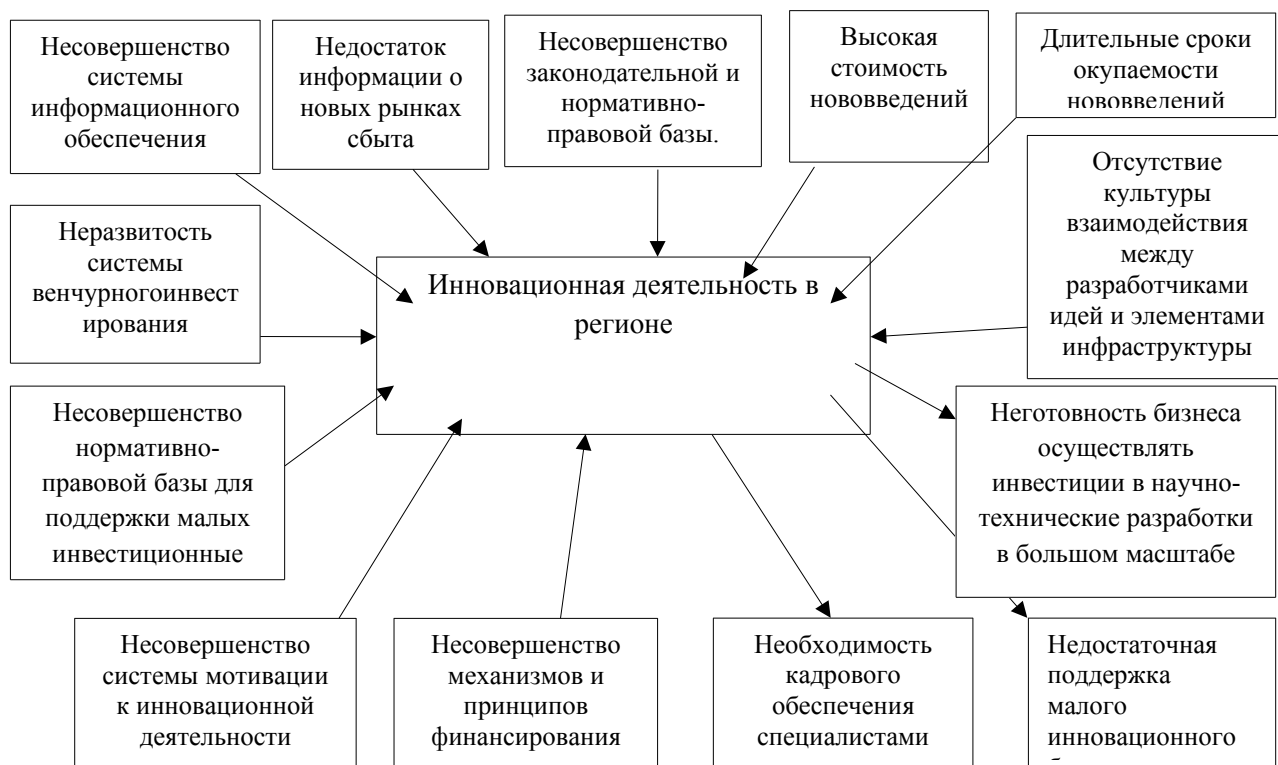 Несовершенство
системы
информационного
обеспечения
Недостаток
информации о
новых рынках
сбыта
Несовершенство
законодательной и
нормативно-
правовой базы.
Высокая
стоимость
нововведений
Длительные сроки
окупаемости
нововведений
Отсутствие
культуры
взаимодействия
между
разработчиками
идей и элементами
инфраструктуры
Неразвитость
системы
венчурногоинвест
ирования
Инновационная деятельность в
регионе
Несовершенство
нормативно-
правовой базы для
поддержки малых
инвестиционные
Неготовность бизнеса
осуществлять
инвестиции в научно-
технические разработки
в большом масштабе
Несовершенство
системы мотивации
к инновационной
деятельности
Несовершенство
механизмов и
принципов
финансирования
Необходимость
кадрового
обеспечения
специалистами
Недостаточная
поддержка
малого
инновационного